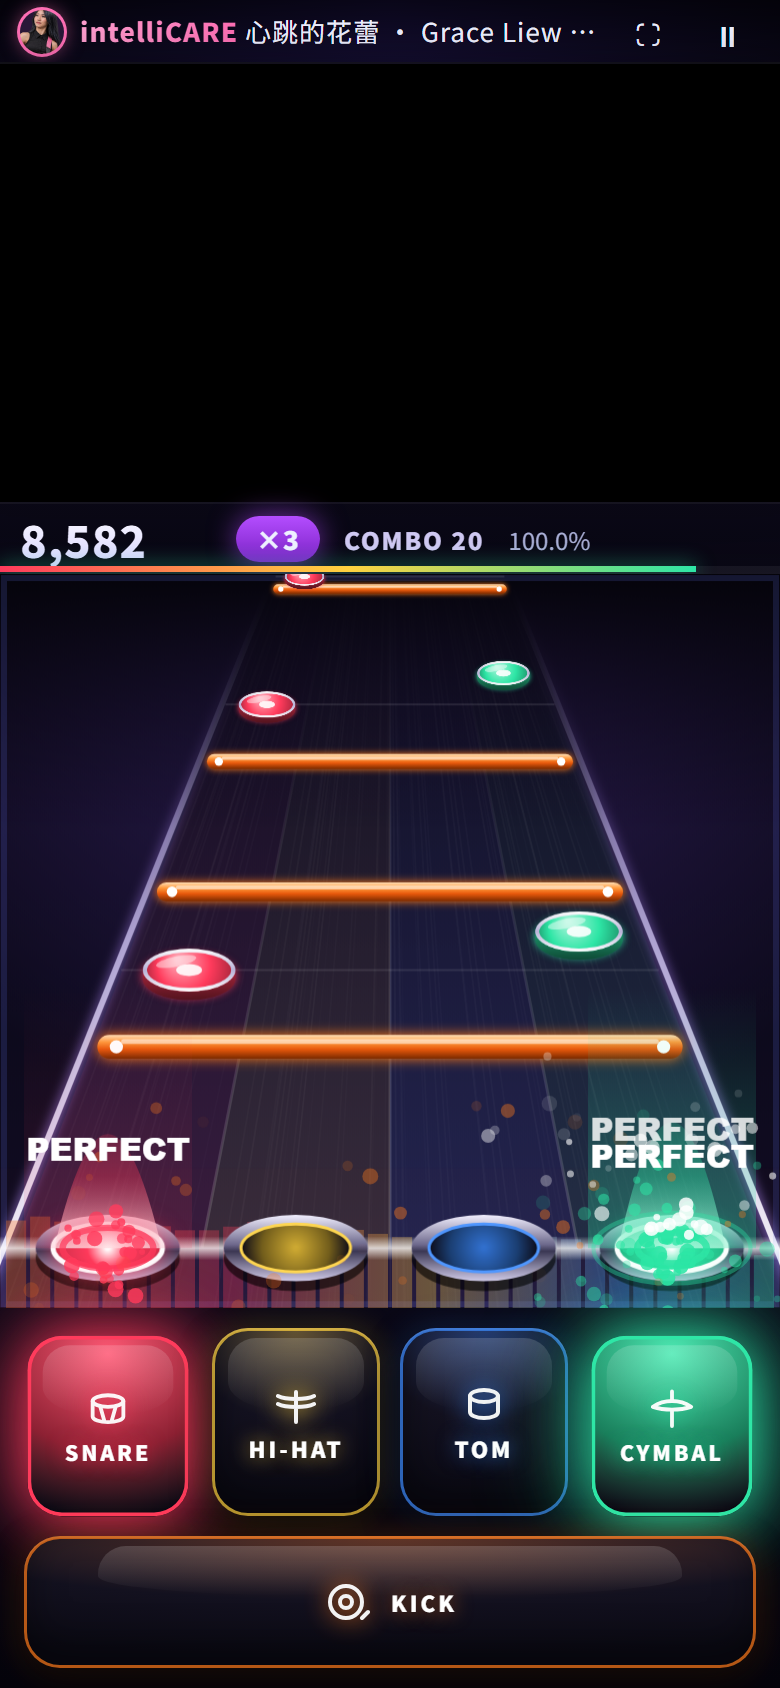 intelliCARE 心跳的花蕾 • Grace Liew ⋯
8,582 ×3 COMBO 20 100.0%
PERFECT
PERFECT
PERFECT
SNARE HI-HAT TOM CYMBAL
KICK